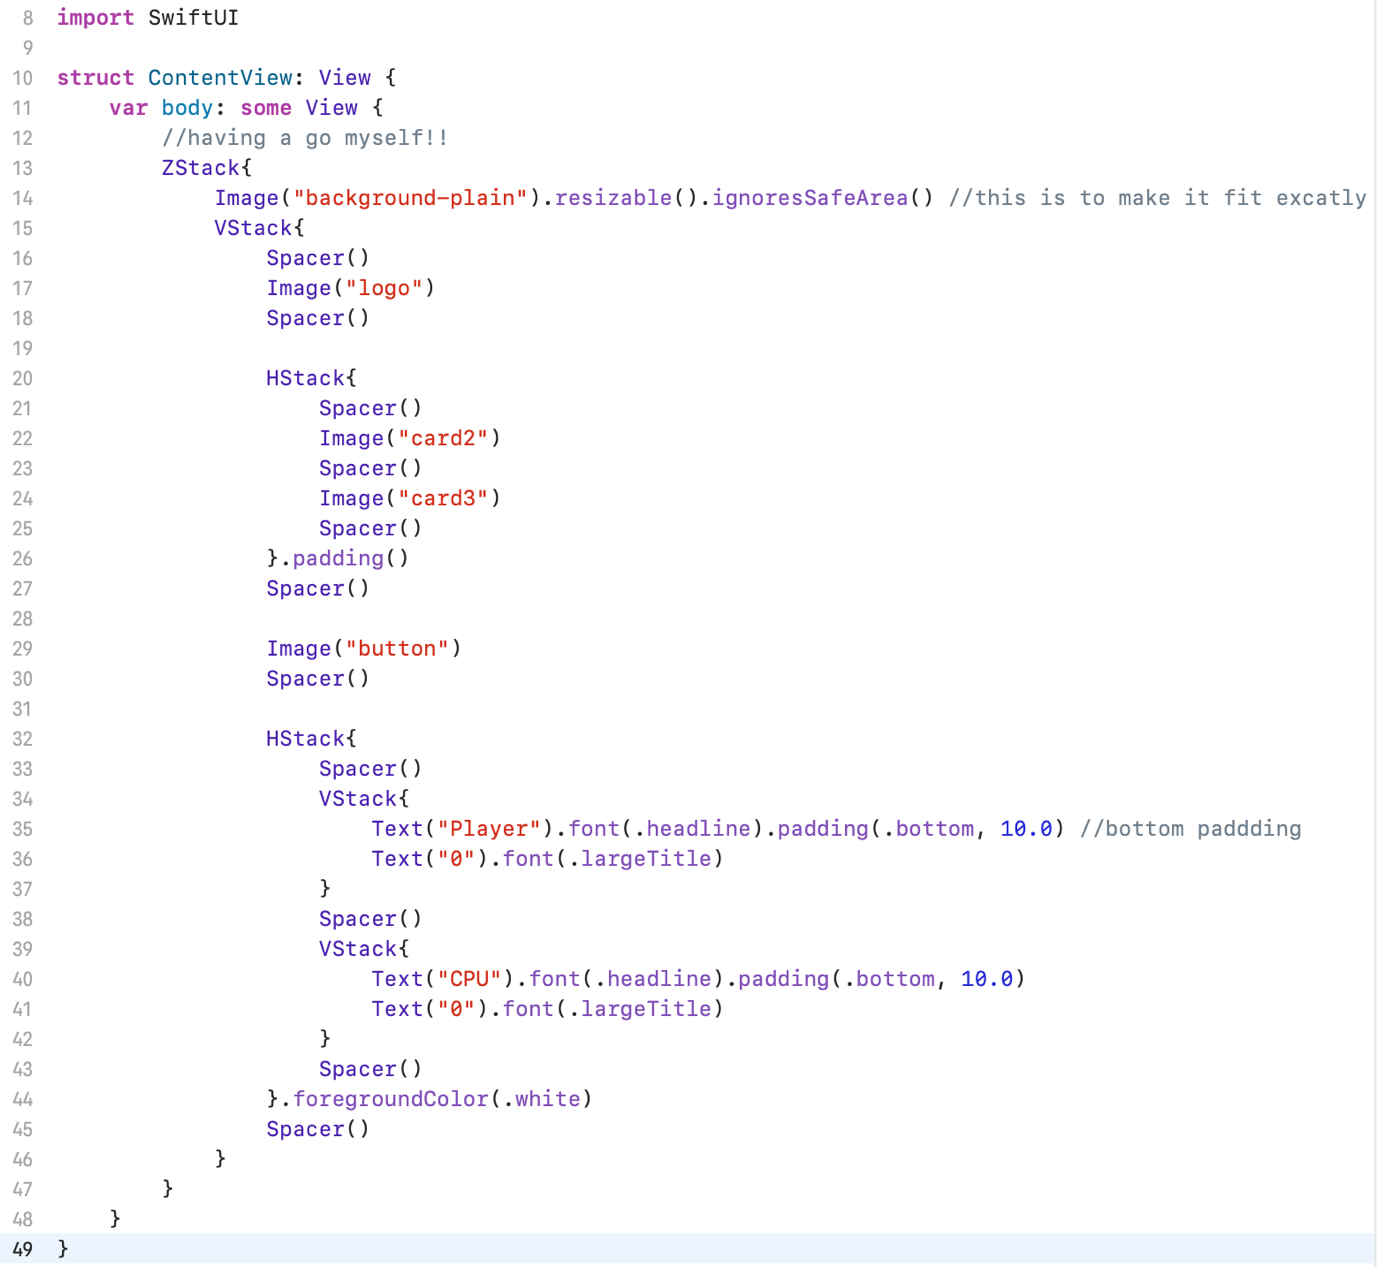 8 import SwiftUI
9
10 struct ContentView: View {
11     var body: some View {
12         //having a go myself!!
13         ZStack{
14             Image("background-plain").resizable().ignoresSafeArea() //this is to make it fit excatly
15             VStack{
16                 Spacer()
17                 Image("logo")
18                 Spacer()
19
20                 HStack{
21                     Spacer()
22                     Image("card2")
23                     Spacer()
24                     Image("card3")
25                     Spacer()
26                 }.padding()
27                 Spacer()
28
29                 Image("button")
30                 Spacer()
31
32                 HStack{
33                     Spacer()
34                     VStack{
35                         Text("Player").font(.headline).padding(.bottom, 10.0) //bottom paddding
36                         Text("0").font(.largeTitle)
37                     }
38                     Spacer()
39                     VStack{
40                         Text("CPU").font(.headline).padding(.bottom, 10.0)
41                         Text("0").font(.largeTitle)
42                     }
43                     Spacer()
44                 }.foregroundColor(.white)
45                 Spacer()
46             }
47         }
48     }
49 }